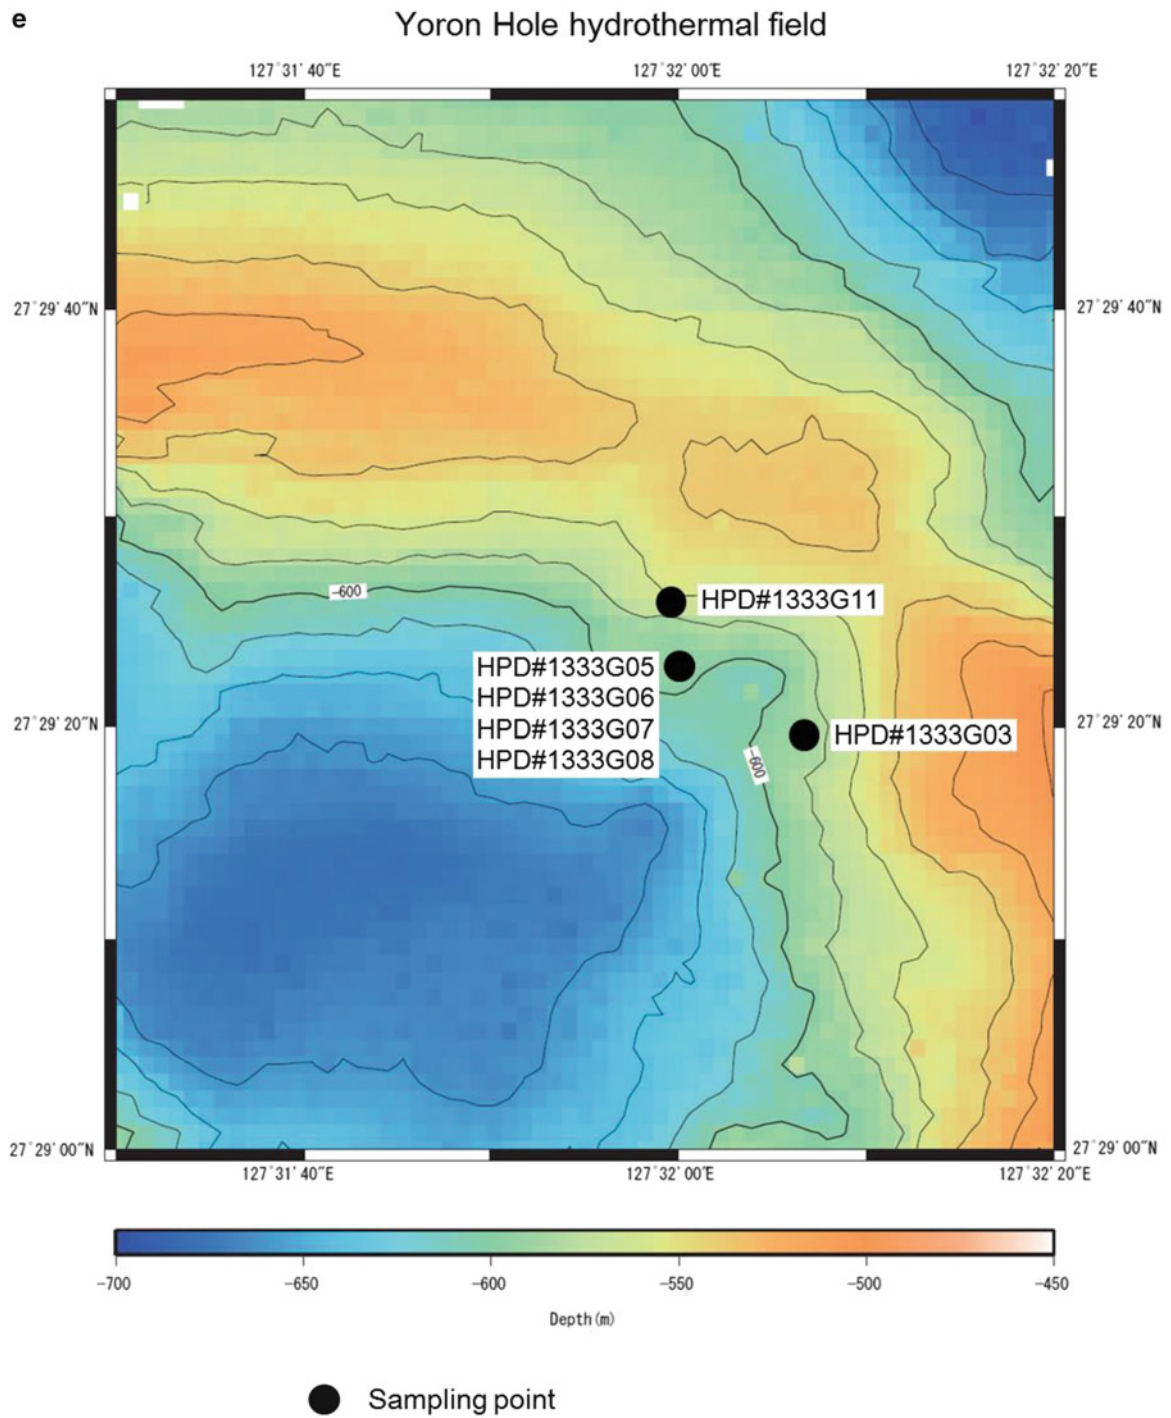 e
Yoron Hole hydrothermal field
127°31'40"E
127°32'00'E
127°32'20"E
27°29'40"N
27°29'40"N
-600
HPD#1333G11
HPD#1333G05
HPD#1333G06
HPD#1333G07
HPD#1333G08
27°29'20"N
27°29'20"N
HPD#1333G03
-600
27°29'00"N
27°29'00"N
127°31'40"E
127°32'00'E
127°32'20"E
-700
-650
-600
-550
-500
-450
Depth(m)
Sampling point